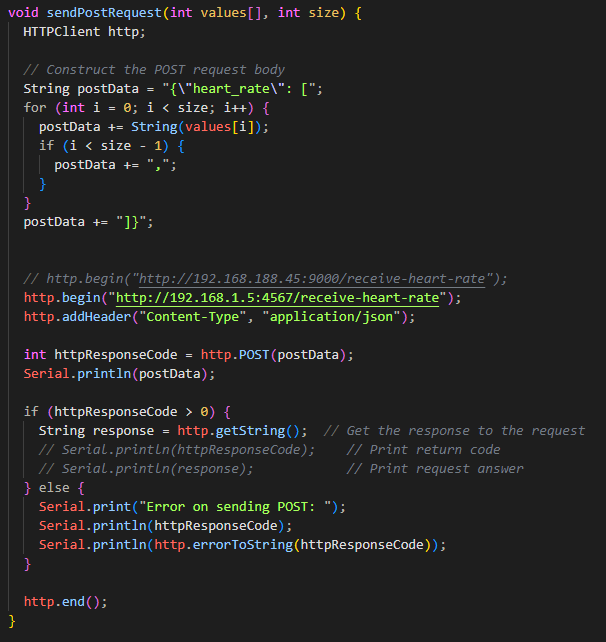 void sendPostRequest(int values[], int size) {
  HTTPClient http;

  // Construct the POST request body
  String postData = "{\"heart_rate\": [";
  for (int i = 0; i < size; i++) {
    postData += String(values[i]);
    if (i < size - 1) {
      postData += ",";
    }
  }
  postData += "]}";


  // http.begin("http://192.168.188.45:9000/receive-heart-rate");
  http.begin("http://192.168.1.5:4567/receive-heart-rate");
  http.addHeader("Content-Type", "application/json");

  int httpResponseCode = http.POST(postData);
  Serial.println(postData);

  if (httpResponseCode > 0) {
    String response = http.getString();  // Get the response to the request
    // Serial.println(httpResponseCode);    // Print return code
    // Serial.println(response);            // Print request answer
  } else {
    Serial.print("Error on sending POST: ");
    Serial.println(httpResponseCode);
    Serial.println(http.errorToString(httpResponseCode));
  }

  http.end();
}